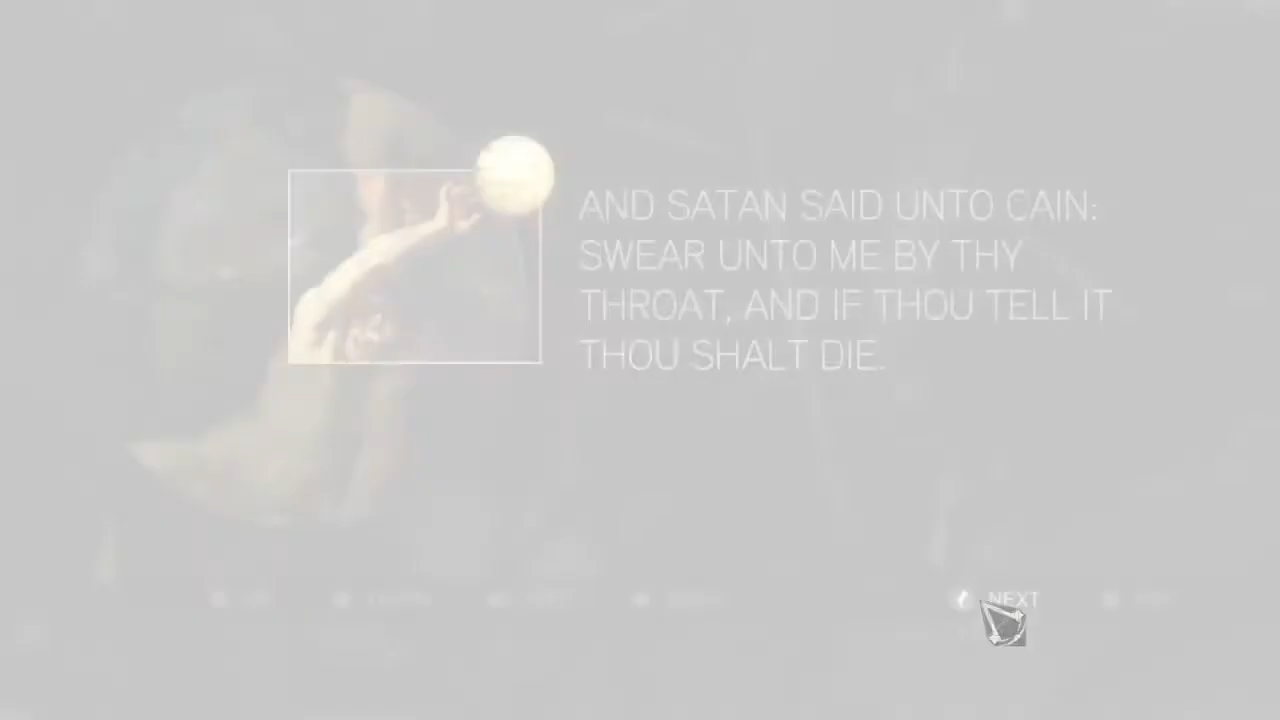 AND SATAN SAID UNTO CAIN:
SWEAR UNTO ME BY THY
THROAT, AND IF THOU TELL IT
THOU SHALT DIE.
NEXT